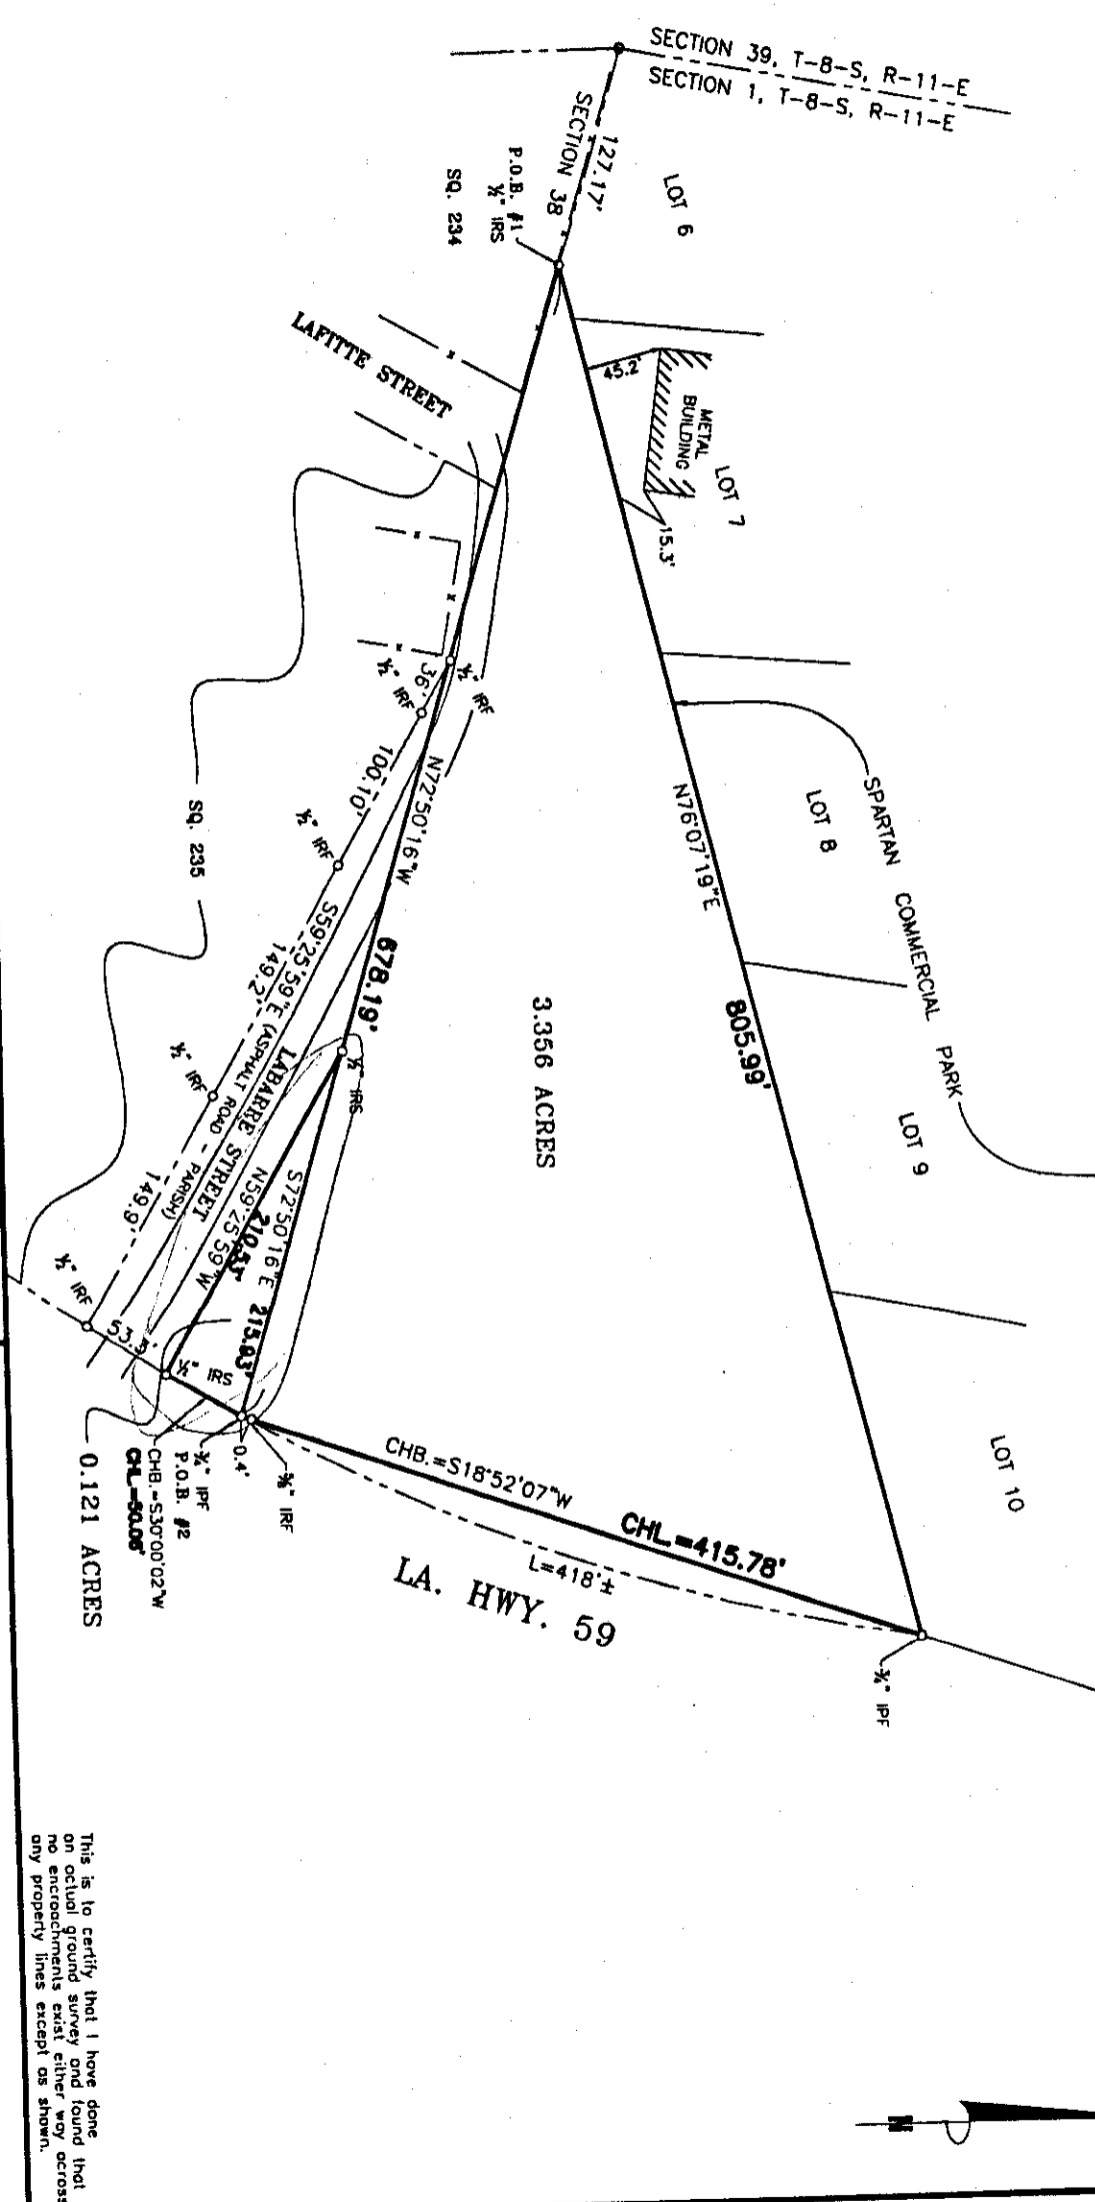 SECTION 39, T-8-S, R-11-E
SECTION 1, T-8-S, R-11-E
127.17'
SECTION 38
LOT 6
P.O.B. #1
½" IRS
SQ. 234
LAFITTE STREET
45.2'
METAL
BUILDING
LOT 7
15.3'
½" IRF
36'
½" IRF
100.10'
½" IRF
N72°50'16"W
678.19'
N76°07'19"E
805.99'
LOT 8
SPARTAN COMMERCIAL PARK
LOT 9
LOT 10
3.356 ACRES
SQ. 235
S59°25'59"E (ASPHALT ROAD - PARISH)
149.2'
LABARRE STREET
½" IRF
½" IRS
149.9'
N59°25'59"W
210.53'
S72°50'16"E 215.93'
½" IRF
53.5'
½" IRS
0.4'
⅝" IRF
¾" IPF
P.O.B. #2
CHB.=S30°00'02"W
CHL.=50.06'
0.121 ACRES
CHB.=S18°52'07"W
CHL.=415.78'
L=418'±
LA. HWY. 59
¾" IPF
This is to certify that I have done
an actual ground survey and found that
no encroachments exist either way across
any property lines except as shown.
N